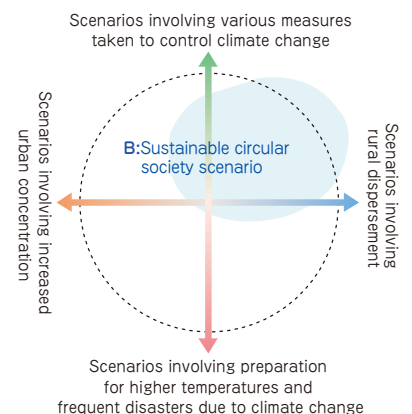 Scenarios involving various measures
taken to control climate change
Scenarios involving increased
urban concentration
B:Sustainable circular
society scenario
Scenarios involving
rural dispersement
Scenarios involving preparation
for higher temperatures and
frequent disasters due to climate change